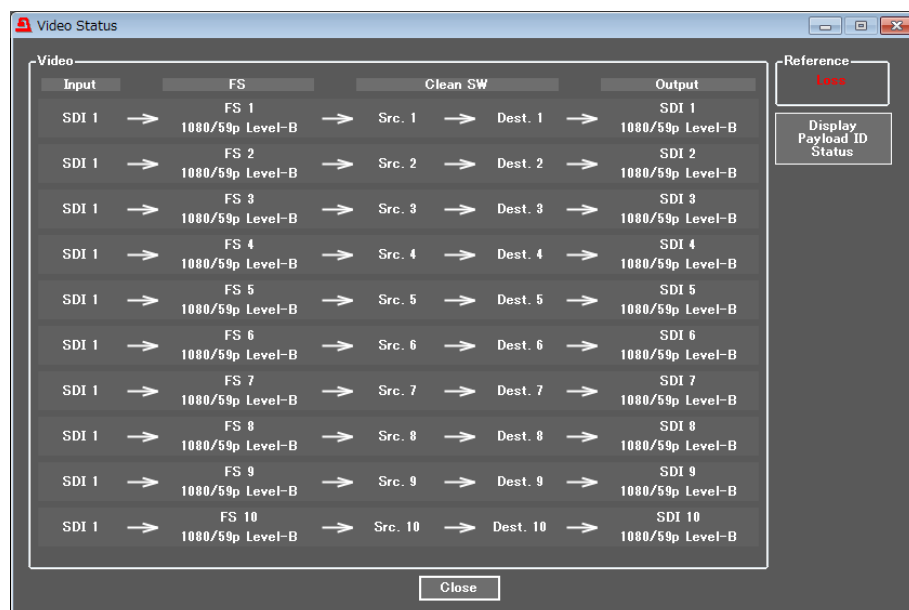 Video Status
Video
Reference
Input FS Clean SW Output
Loss
SDI 1 FS 1 1080/59p Level-B Src. 1 Dest. 1 SDI 1 1080/59p Level-B
Display Payload ID Status
SDI 1 FS 2 1080/59p Level-B Src. 2 Dest. 2 SDI 2 1080/59p Level-B
SDI 1 FS 3 1080/59p Level-B Src. 3 Dest. 3 SDI 3 1080/59p Level-B
SDI 1 FS 4 1080/59p Level-B Src. 4 Dest. 4 SDI 4 1080/59p Level-B
SDI 1 FS 5 1080/59p Level-B Src. 5 Dest. 5 SDI 5 1080/59p Level-B
SDI 1 FS 6 1080/59p Level-B Src. 6 Dest. 6 SDI 6 1080/59p Level-B
SDI 1 FS 7 1080/59p Level-B Src. 7 Dest. 7 SDI 7 1080/59p Level-B
SDI 1 FS 8 1080/59p Level-B Src. 8 Dest. 8 SDI 8 1080/59p Level-B
SDI 1 FS 9 1080/59p Level-B Src. 9 Dest. 9 SDI 9 1080/59p Level-B
SDI 1 FS 10 1080/59p Level-B Src. 10 Dest. 10 SDI 10 1080/59p Level-B
Close